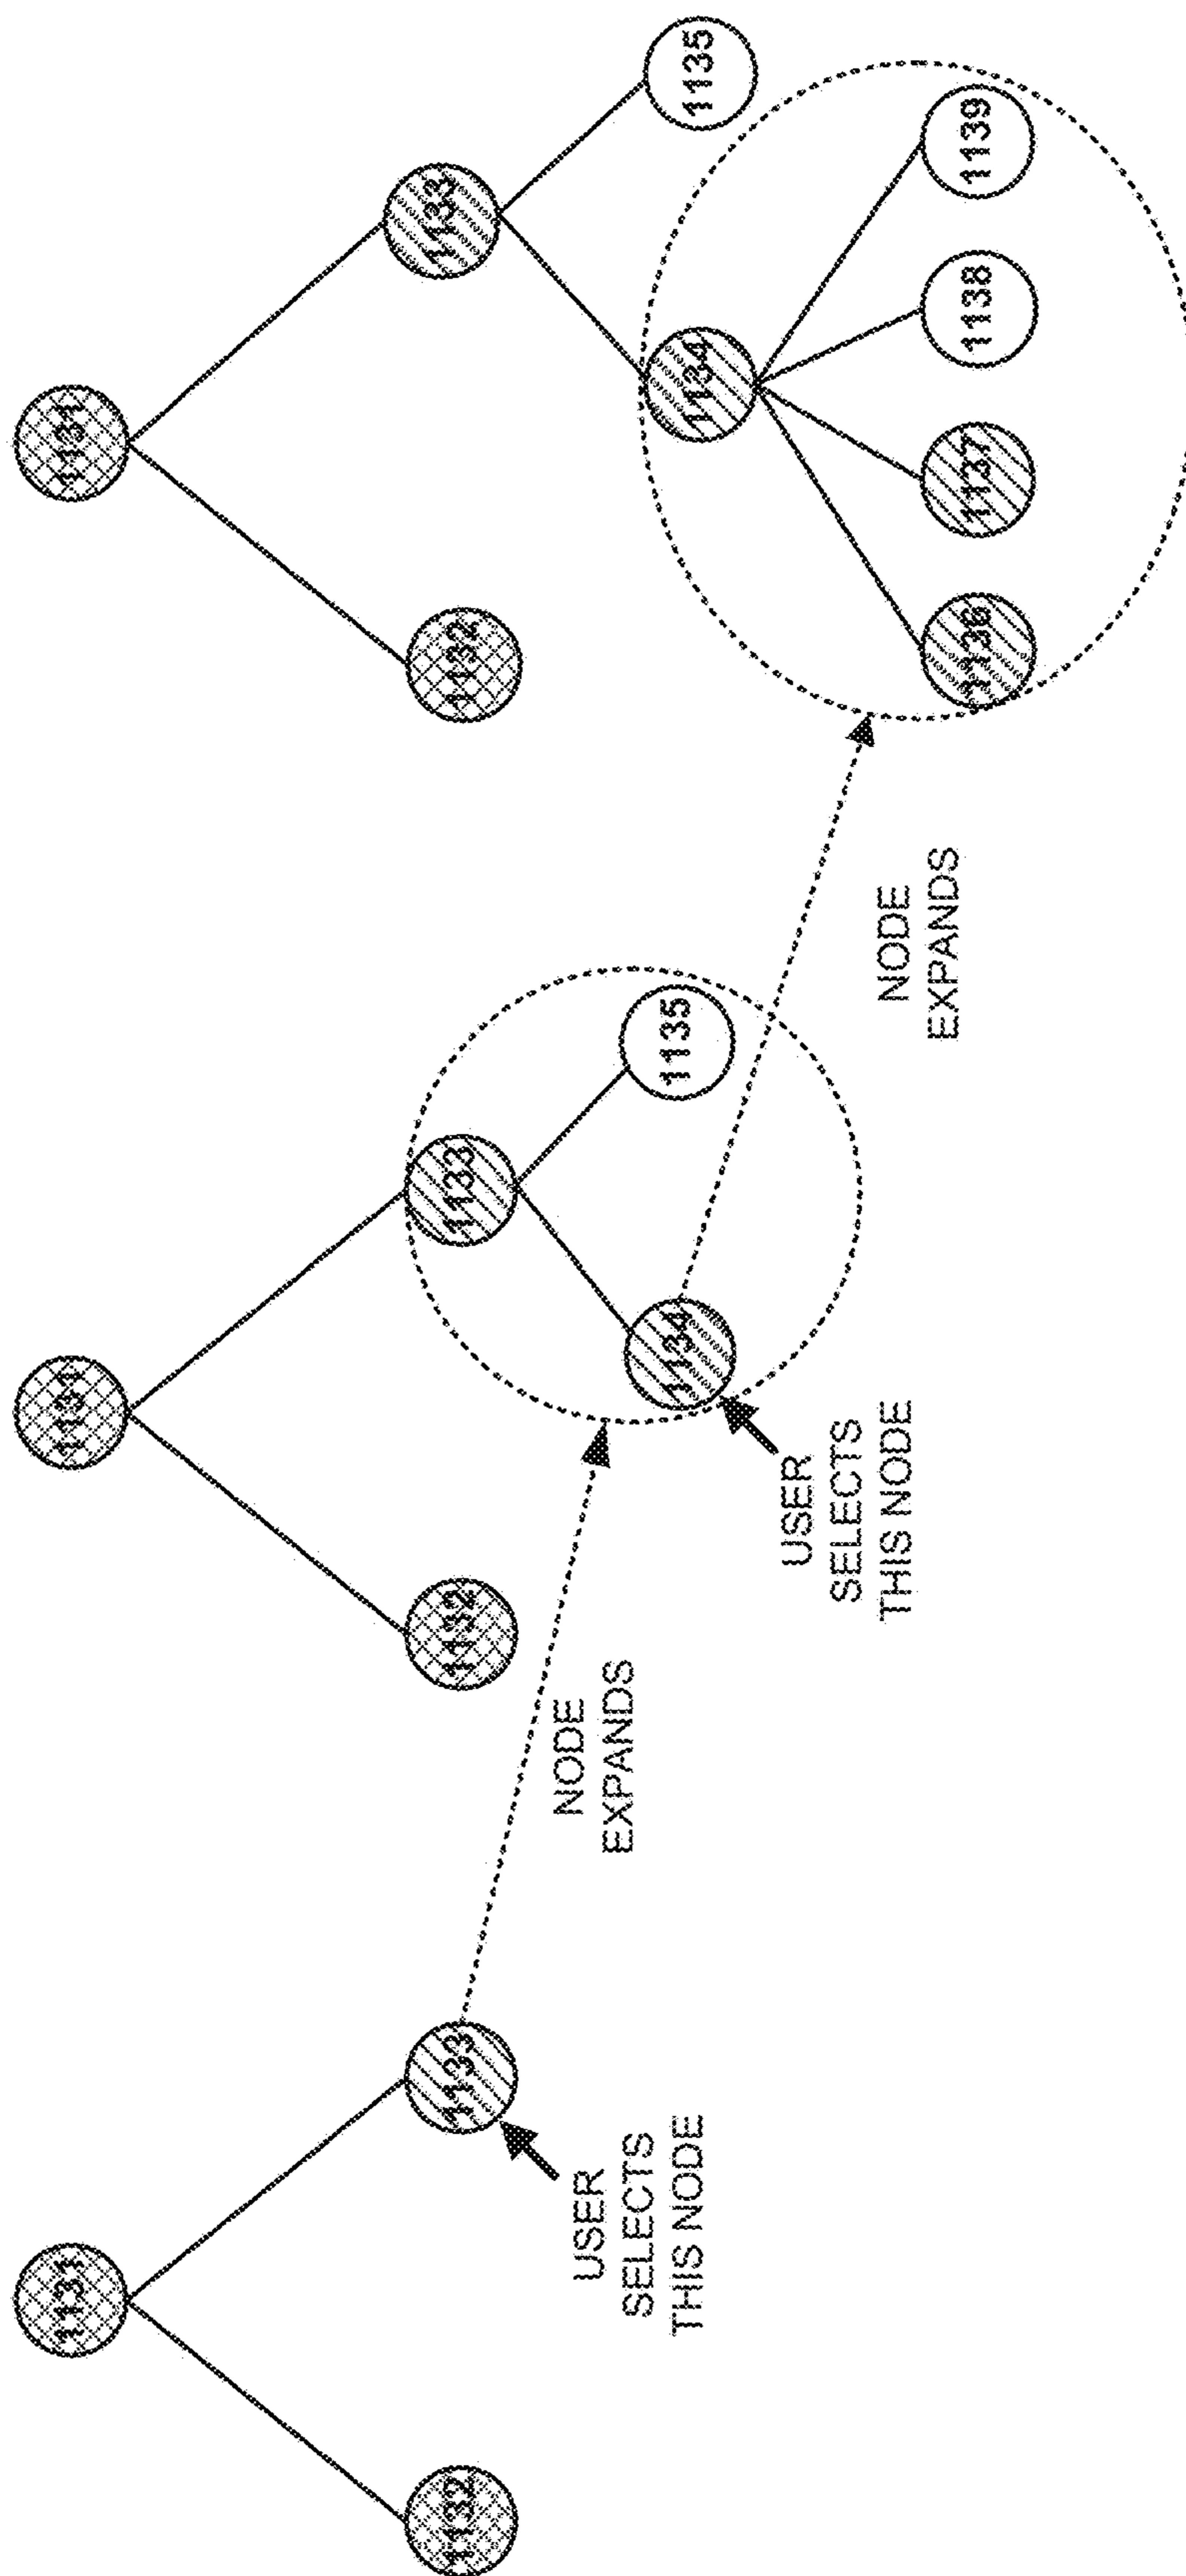 1131
1132
1133
USER
SELECTS
THIS NODE
NODE
EXPANDS
1131
1132
1133
1134
1135
USER
SELECTS
THIS NODE
NODE
EXPANDS
1131
1132
1133
1134
1135
1136
1137
1138
1139